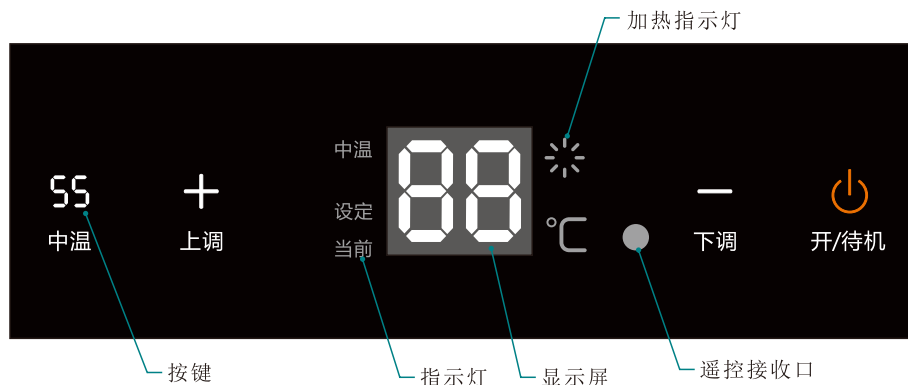 加热指示灯
中温
88
设定
当前
℃
55
中温
+
上调
−
下调
开/待机
按键
指示灯
显示屏
遥控接收口